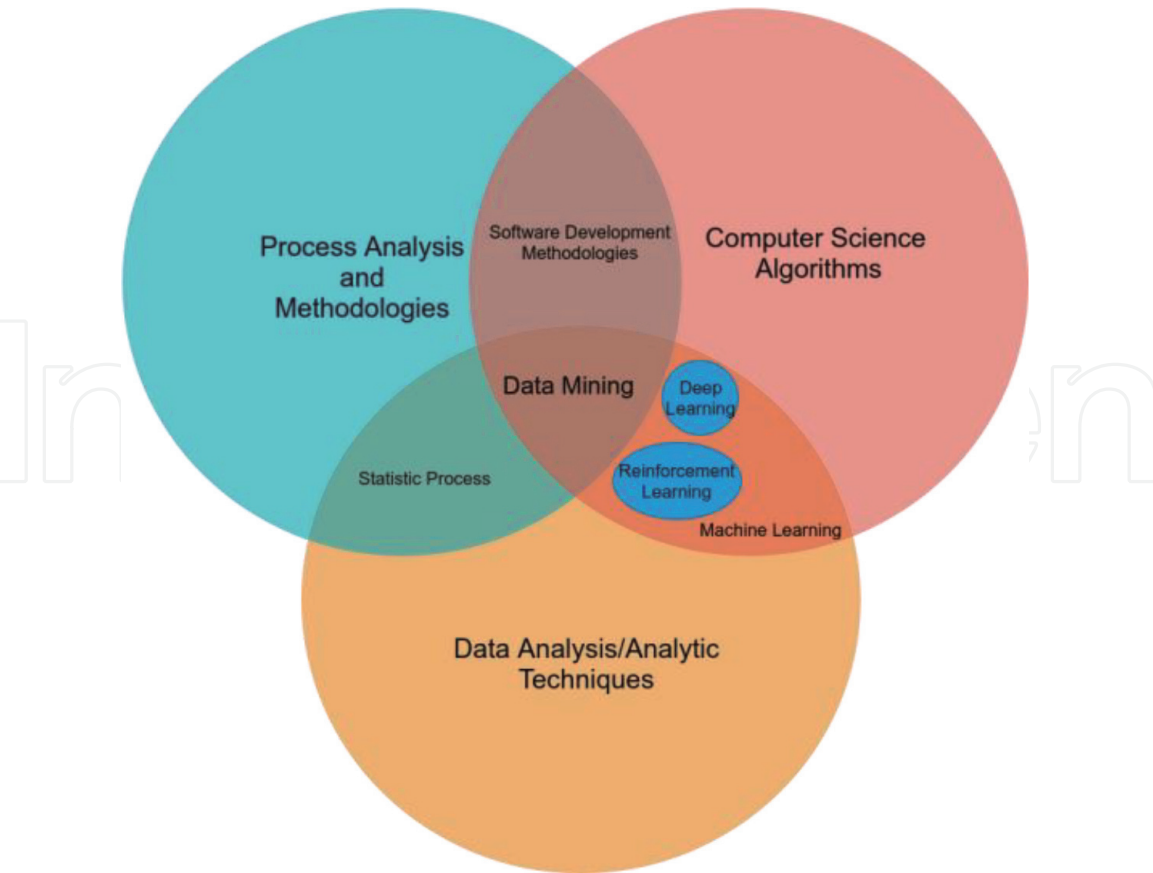 Process Analysis
and
Methodologies
Software Development
Methodologies
Computer Science
Algorithms
Data Mining
Deep
Learning
Statistic Process
Reinforcement
Learning
Machine Learning
Data Analysis/Analytic
Techniques